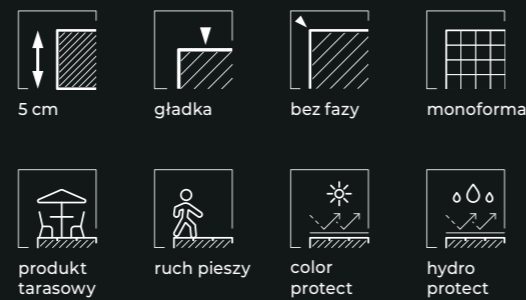 5 cm
gładka
bez fazy
monoforma
produkt
tarasowy
ruch pieszy
color
protect
hydro
protect